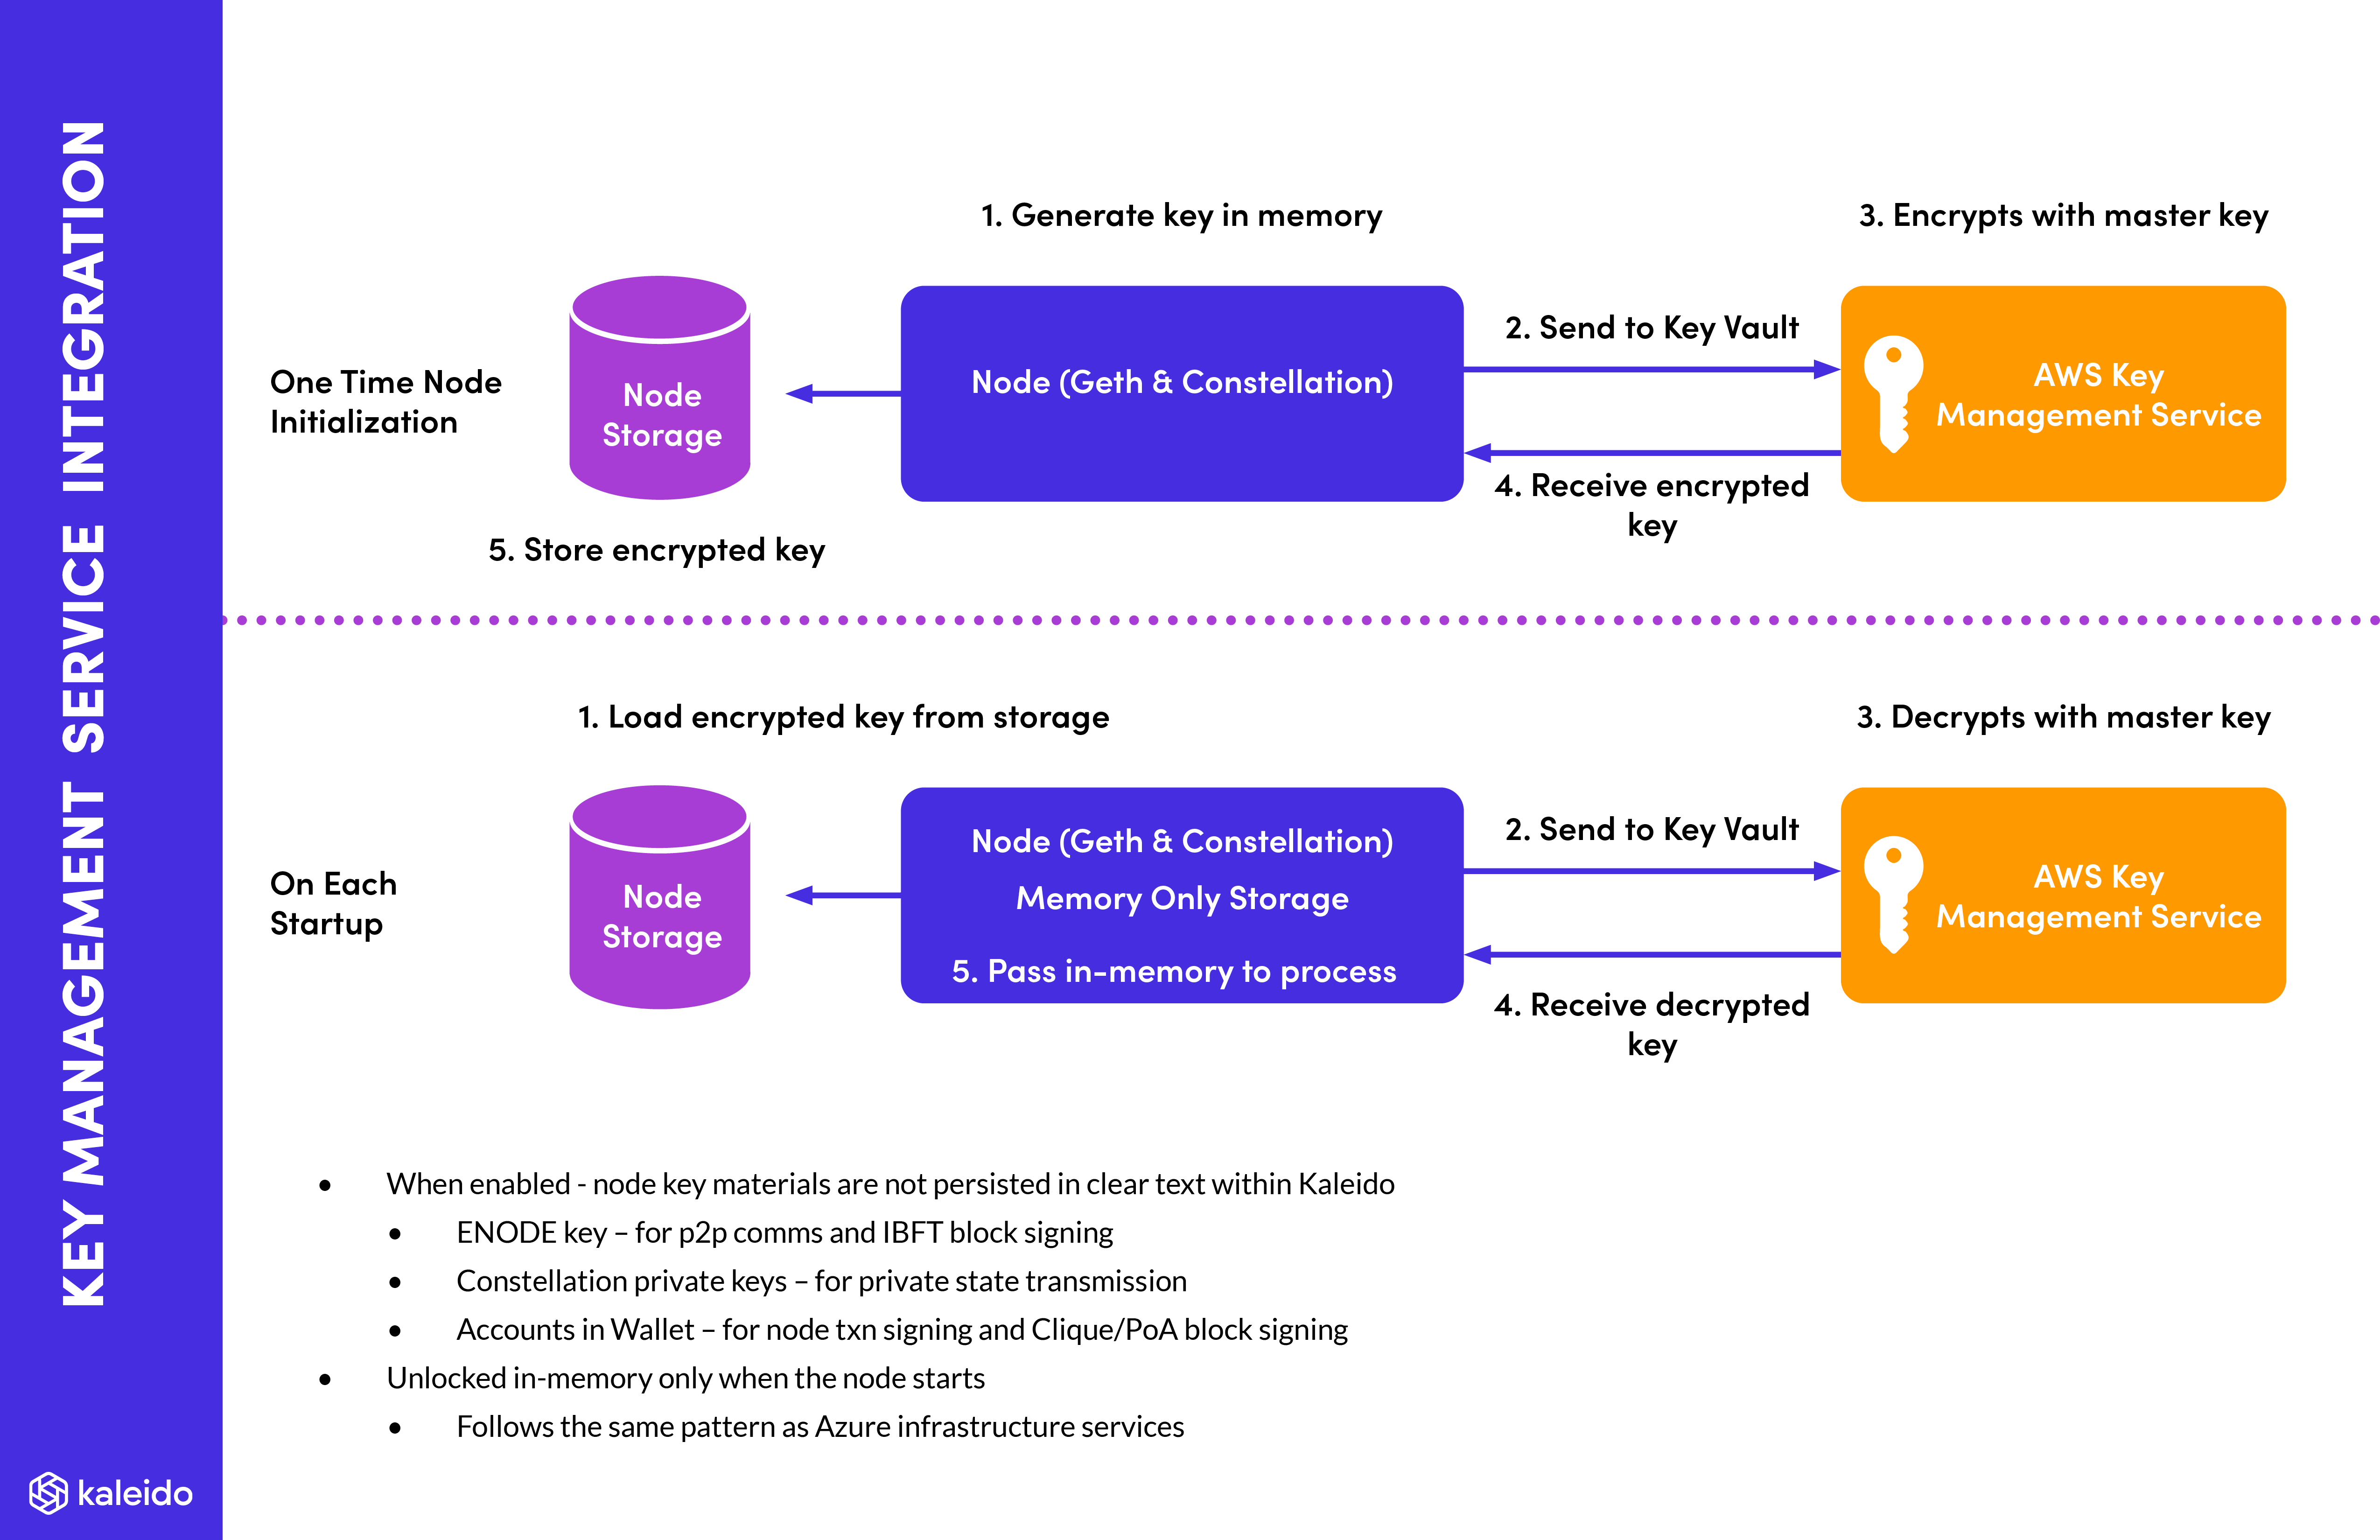 KEY MANAGEMENT SERVICE INTEGRATION
1. Generate key in memory
3. Encrypts with master key
One Time Node
Initialization
Node
Storage
Node (Geth & Constellation)
2. Send to Key Vault
AWS Key
Management Service
4. Receive encrypted
key
5. Store encrypted key
1. Load encrypted key from storage
3. Decrypts with master key
On Each
Startup
Node
Storage
Node (Geth & Constellation)
Memory Only Storage
5. Pass in-memory to process
2. Send to Key Vault
AWS Key
Management Service
4. Receive decrypted
key
• When enabled - node key materials are not persisted in clear text within Kaleido
• ENODE key – for p2p comms and IBFT block signing
• Constellation private keys – for private state transmission
• Accounts in Wallet – for node txn signing and Clique/PoA block signing
• Unlocked in-memory only when the node starts
• Follows the same pattern as Azure infrastructure services
kaleido